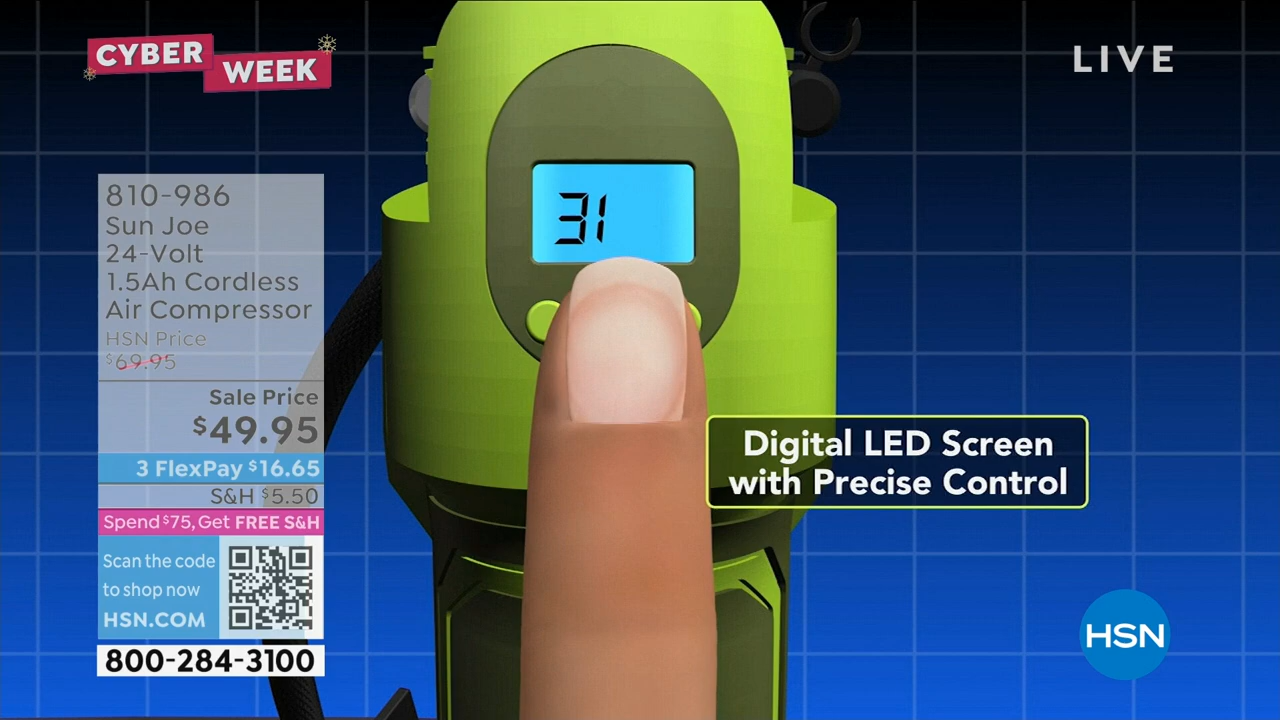 CYBER
WEEK
LIVE
810-986
Sun Joe
24-Volt
1.5Ah Cordless
Air Compressor
HSN Price
$69.95
Sale Price
$49.95
3 FlexPay $16.65
S&H $5.50
Spend $75, Get FREE S&H
Scan the code
to shop now
HSN.COM
800-284-3100
31
Digital LED Screen
with Precise Control
HSN